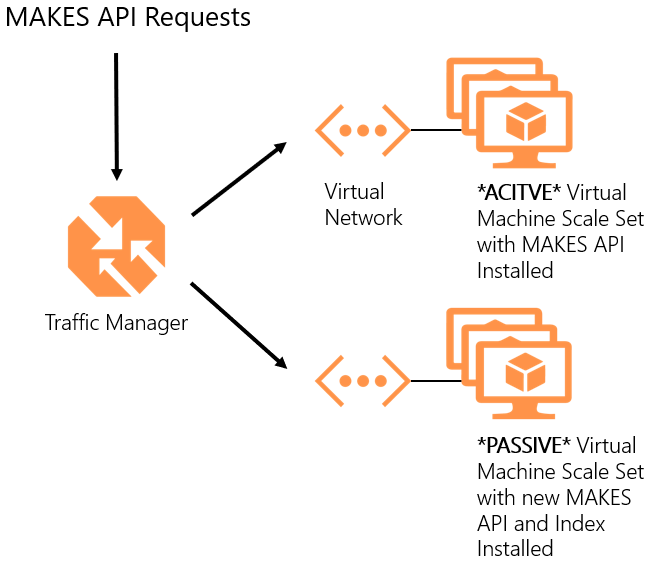 MAKES API Requests
Virtual
Network
*ACITVE* Virtual
Machine Scale Set
with MAKES API
Installed
Traffic Manager
*PASSIVE* Virtual
Machine Scale Set
with new MAKES
API and Index
Installed